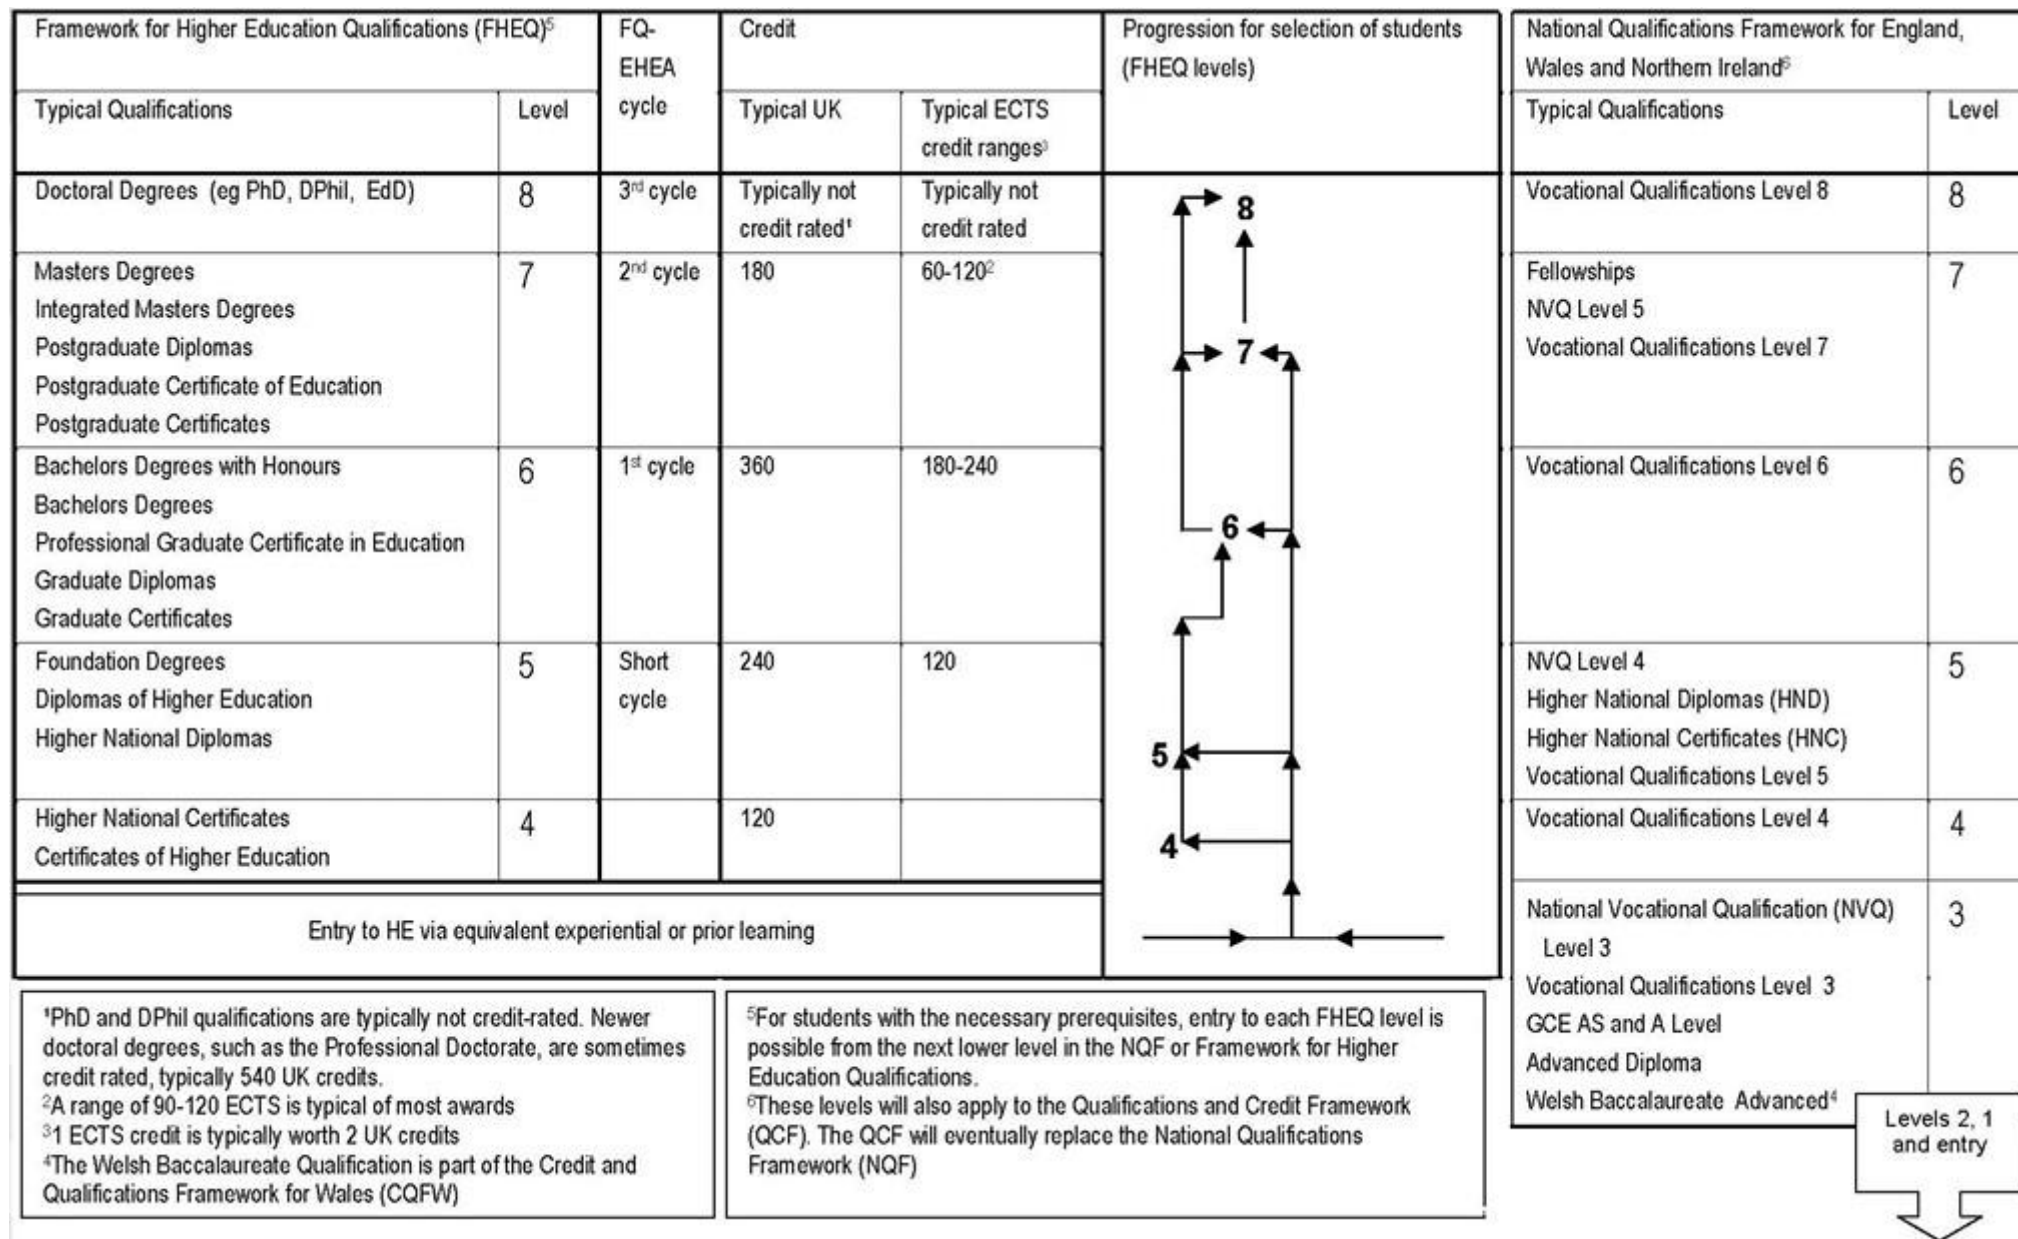 Framework for Higher Education Qualifications (FHEQ)⁵
FQ-
EHEA
cycle
Credit
Progression for selection of students
(FHEQ levels)
National Qualifications Framework for England,
Wales and Northern Ireland⁶
Typical Qualifications
Level
Typical UK
Typical ECTS
credit ranges³
Typical Qualifications
Level
Doctoral Degrees (eg PhD, DPhil, EdD)
8
3rd cycle
Typically not
credit rated¹
Typically not
credit rated
8
Vocational Qualifications Level 8
8
Masters Degrees
Integrated Masters Degrees
Postgraduate Diplomas
Postgraduate Certificate of Education
Postgraduate Certificates
7
2nd cycle
180
60-120²
7
Fellowships
NVQ Level 5
Vocational Qualifications Level 7
7
Bachelors Degrees with Honours
Bachelors Degrees
Professional Graduate Certificate in Education
Graduate Diplomas
Graduate Certificates
6
1st cycle
360
180-240
6
Vocational Qualifications Level 6
6
Foundation Degrees
Diplomas of Higher Education
Higher National Diplomas
5
Short
cycle
240
120
5
NVQ Level 4
Higher National Diplomas (HND)
Higher National Certificates (HNC)
Vocational Qualifications Level 5
5
Higher National Certificates
Certificates of Higher Education
4
120
4
Vocational Qualifications Level 4
4
Entry to HE via equivalent experiential or prior learning
National Vocational Qualification (NVQ)
Level 3
Vocational Qualifications Level 3
GCE AS and A Level
Advanced Diploma
Welsh Baccalaureate Advanced⁴
3
Levels 2, 1
and entry
¹PhD and DPhil qualifications are typically not credit-rated. Newer
doctoral degrees, such as the Professional Doctorate, are sometimes
credit rated, typically 540 UK credits.
²A range of 90-120 ECTS is typical of most awards
³1 ECTS credit is typically worth 2 UK credits
⁴The Welsh Baccalaureate Qualification is part of the Credit and
Qualifications Framework for Wales (CQFW)
⁵For students with the necessary prerequisites, entry to each FHEQ level is
possible from the next lower level in the NQF or Framework for Higher
Education Qualifications.
⁶These levels will also apply to the Qualifications and Credit Framework
(QCF). The QCF will eventually replace the National Qualifications
Framework (NQF)